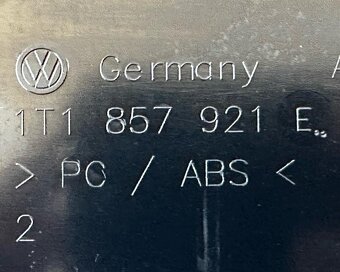 Germany A
1T1 857 921 E
> PC / ABS <
2